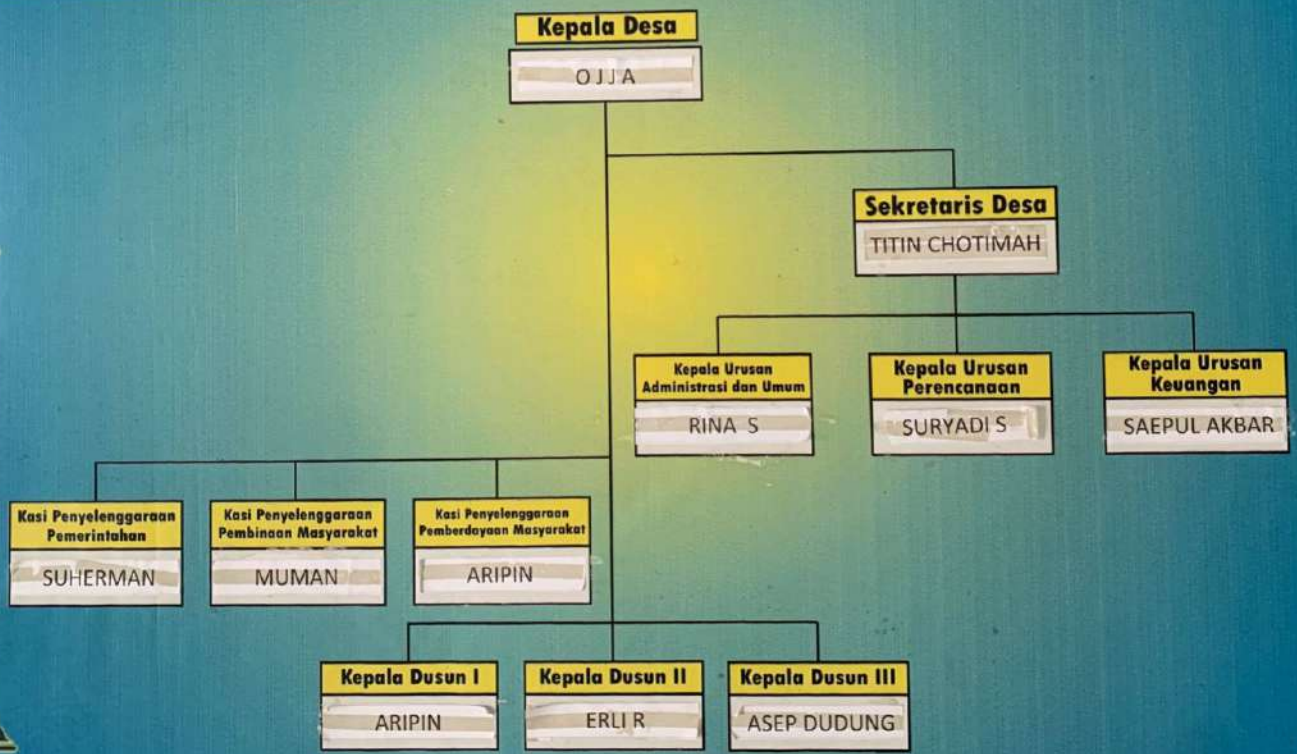 Kepala Desa
OJJA
Sekretaris Desa
TITIN CHOTIMAH
Kepala Urusan
Administrasi dan Umum
RINA S
Kepala Urusan
Perencanaan
SURYADI S
Kepala Urusan
Keuangan
SAEPUL AKBAR
Kasi Penyelenggaraan
Pemerintahan
SUHERMAN
Kasi Penyelenggaraan
Pembinaan Masyarakat
MUMAN
Kasi Penyelenggaraan
Pemberdayaan Masyarakat
ARIPIN
Kepala Dusun I
ARIPIN
Kepala Dusun II
ERLI R
Kepala Dusun III
ASEP DUDUNG